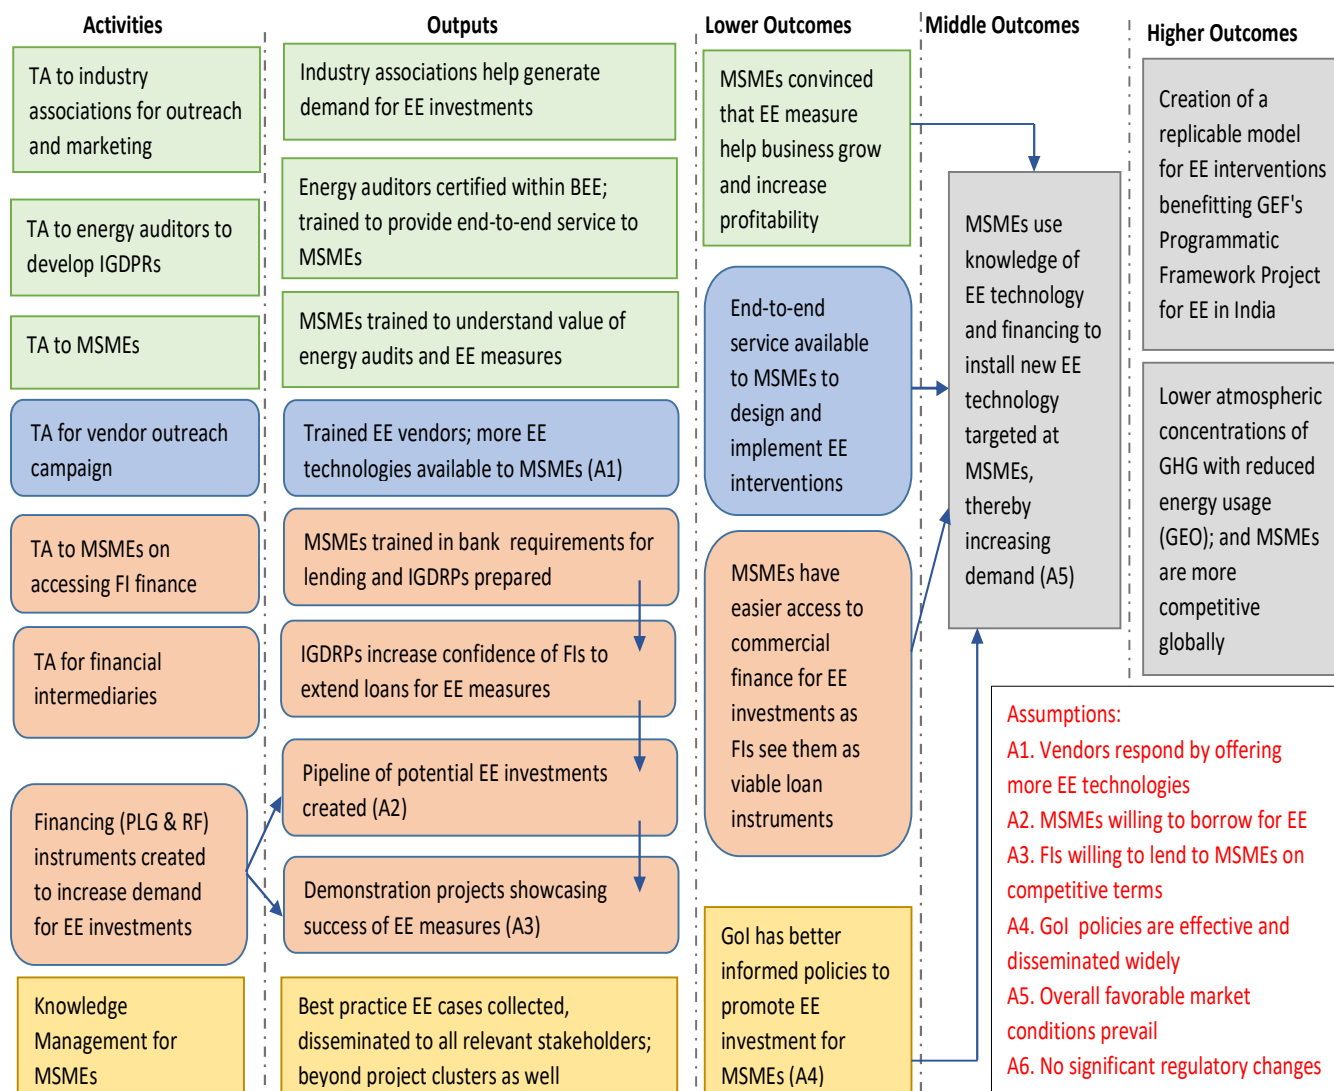 Activities
Outputs
Lower Outcomes
Middle Outcomes
Higher Outcomes
TA to industry
associations for outreach
and marketing
TA to energy auditors to
develop IGDPRs
TA to MSMEs
TA for vendor outreach
campaign
TA to MSMEs on
accessing FI finance
TA for financial
intermediaries
Financing (PLG & RF)
instruments created
to increase demand
for EE investments
Knowledge
Management for
MSMEs
Industry associations help generate
demand for EE investments
Energy auditors certified within BEE;
trained to provide end-to-end service to
MSMEs
MSMEs trained to understand value of
energy audits and EE measures
Trained EE vendors; more EE
technologies available to MSMEs (A1)
MSMEs trained in bank requirements for
lending and IGDRPs prepared
IGDRPs increase confidence of FIs to
extend loans for EE measures
Pipeline of potential EE investments
created (A2)
Demonstration projects showcasing
success of EE measures (A3)
Best practice EE cases collected,
disseminated to all relevant stakeholders;
beyond project clusters as well
MSMEs convinced
that EE measure
help business grow
and increase
profitability
End-to-end
service available
to MSMEs to
design and
implement EE
interventions
MSMEs have
easier access to
commercial
finance for EE
investments as
FIs see them as
viable loan
instruments
GoI has better
informed policies to
promote EE
investment for
MSMEs (A4)
MSMEs use
knowledge of
EE technology
and financing to
install new EE
technology
targeted at
MSMEs,
thereby
increasing
demand (A5)
Creation of a
replicable model
for EE interventions
benefitting GEF's
Programmatic
Framework Project
for EE in India
Lower atmospheric
concentrations of
GHG with reduced
energy usage
(GEO); and MSMEs
are more
competitive
globally
Assumptions:
A1. Vendors respond by offering
more EE technologies
A2. MSMEs willing to borrow for EE
A3. FIs willing to lend to MSMEs on
competitive terms
A4. GoI policies are effective and
disseminated widely
A5. Overall favorable market
conditions prevail
A6. No significant regulatory changes